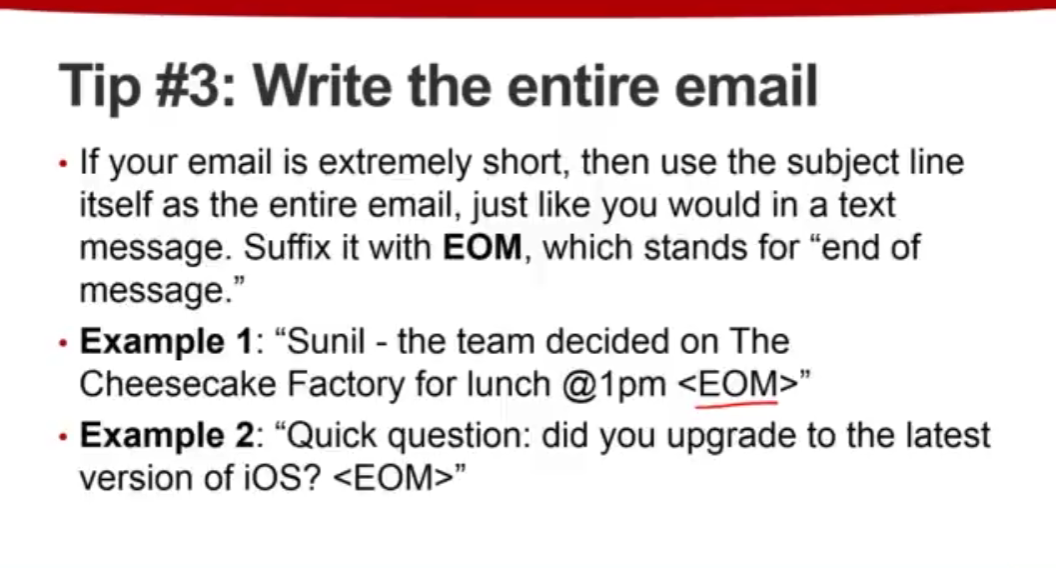 Tip #3: Write the entire email
• If your email is extremely short, then use the subject line
itself as the entire email, just like you would in a text
message. Suffix it with EOM, which stands for “end of
message.”
• Example 1: “Sunil - the team decided on The
Cheesecake Factory for lunch @1pm <EOM>”
• Example 2: “Quick question: did you upgrade to the latest
version of iOS? <EOM>”